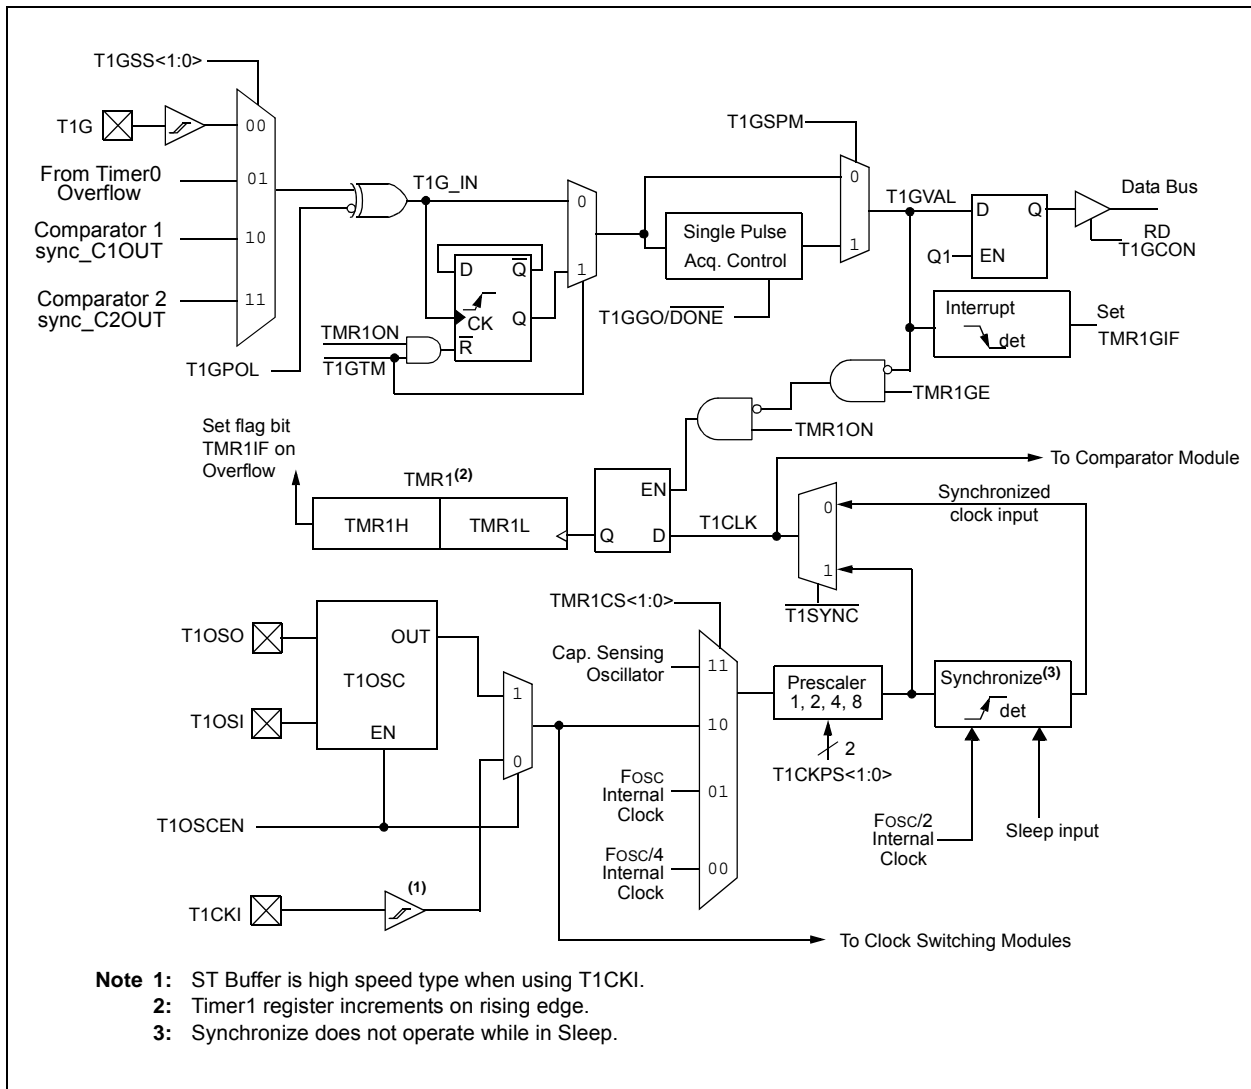 T1GSS<1:0>
T1G
00
From Timer0
Overflow
01
Comparator 1
sync_C1OUT
10
Comparator 2
sync_C2OUT
11
T1GPOL
T1G_IN
0
1
D
Q
CK
Q
R
TMR1ON
T1GTM
T1GSPM
0
1
Single Pulse
Acq. Control
T1GGO/DONE
T1GVAL
D
Q
Q1
EN
Data Bus
RD
T1GCON
Interrupt
det
Set
TMR1GIF
TMR1GE
TMR1ON
Set flag bit
TMR1IF on
Overflow
TMR1(2)
TMR1H
TMR1L
EN
Q
D
T1CLK
To Comparator Module
Synchronized
clock input
0
1
T1SYNC
T1OSO
OUT
T1OSC
T1OSI
EN
1
0
T1OSCEN
T1CKI
(1)
TMR1CS<1:0>
Cap. Sensing
Oscillator
11
10
FOSC
Internal
Clock
01
FOSC/4
Internal
Clock
00
Prescaler
1, 2, 4, 8
2
T1CKPS<1:0>
Synchronize(3)
det
FOSC/2
Internal
Clock
Sleep input
To Clock Switching Modules
Note 1: ST Buffer is high speed type when using T1CKI.
2: Timer1 register increments on rising edge.
3: Synchronize does not operate while in Sleep.